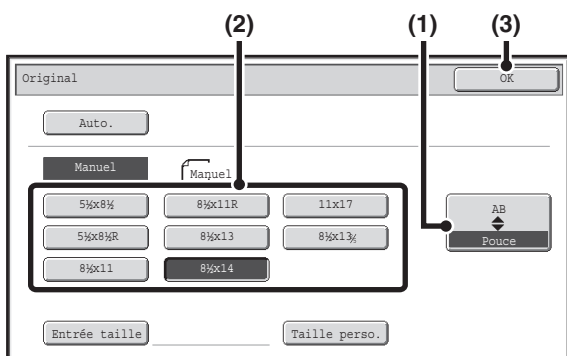 (2) (1) (3)
Original OK
Auto.
Manuel Manuel
5½x8½ 8½x11R 11x17
5½x8½R 8½x13 8½x13⅖
8½x11 8½x14
AB
Pouce
Entrée taille Taille perso.